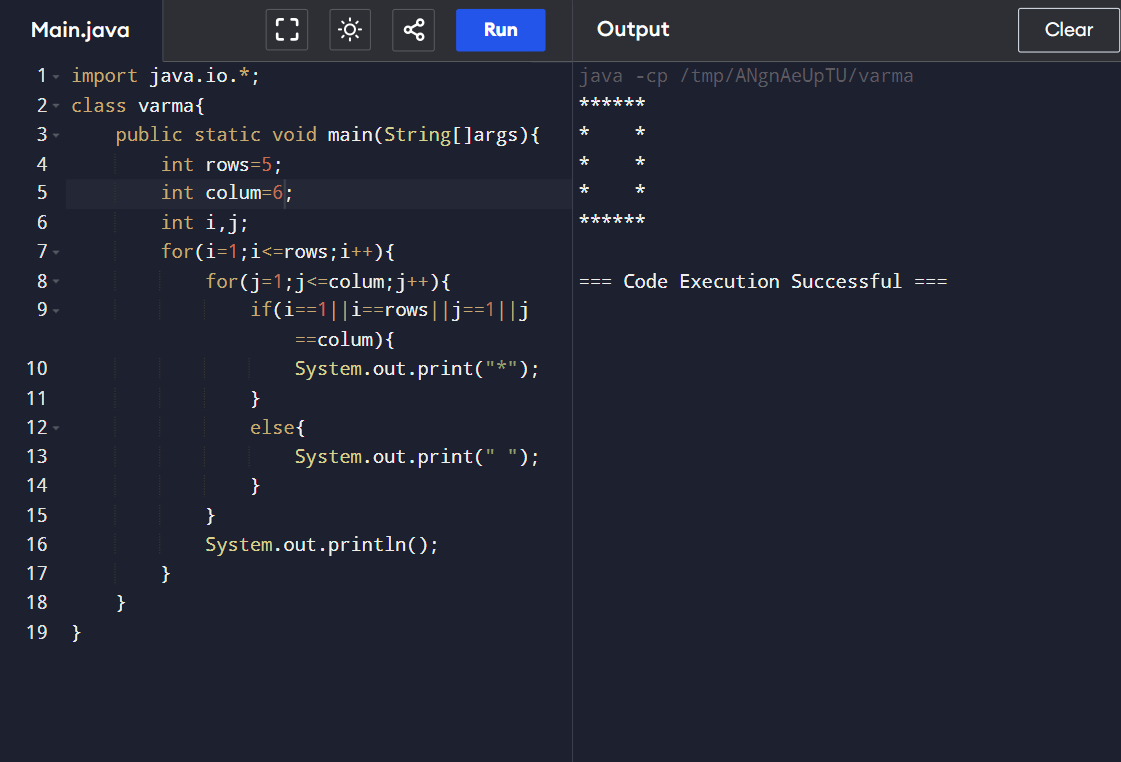 Main.java
Run
Output
Clear
1 import java.io.*;
2 class varma{
3     public static void main(String[]args){
4         int rows=5;
5         int colum=6;
6         int i,j;
7         for(i=1;i<=rows;i++){
8             for(j=1;j<=colum;j++){
9                 if(i==1||i==rows||j==1||j
                    ==colum){
10                     System.out.print("*");
11                 }
12                 else{
13                     System.out.print(" ");
14                 }
15             }
16             System.out.println();
17         }
18     }
19 }
java -cp /tmp/ANgnAeUpTU/varma
******
*    *
*    *
*    *
******
=== Code Execution Successful ===